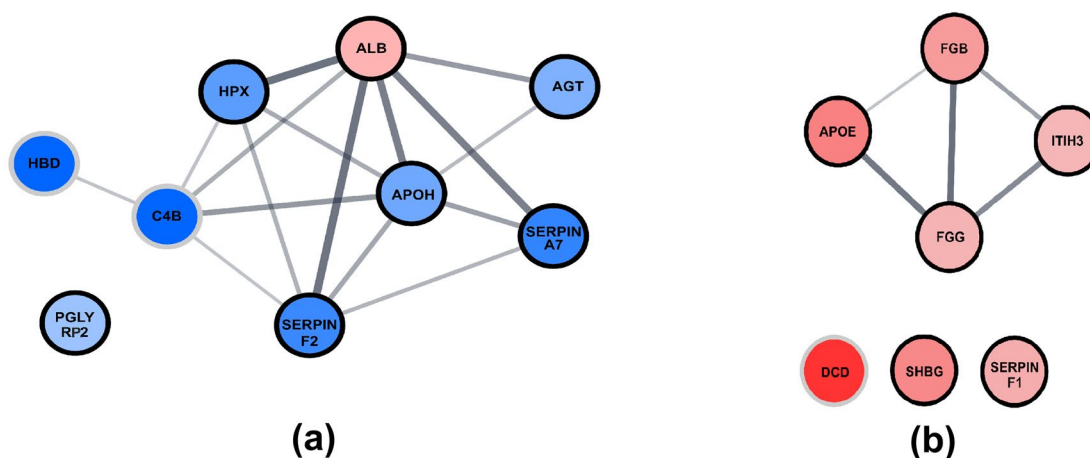 ALB
HPX
AGT
HBD
C4B
APOH
SERPIN
A7
PGLY
RP2
SERPIN
F2
(a)
FGB
APOE
ITIH3
FGG
DCD
SHBG
SERPIN
F1
(b)